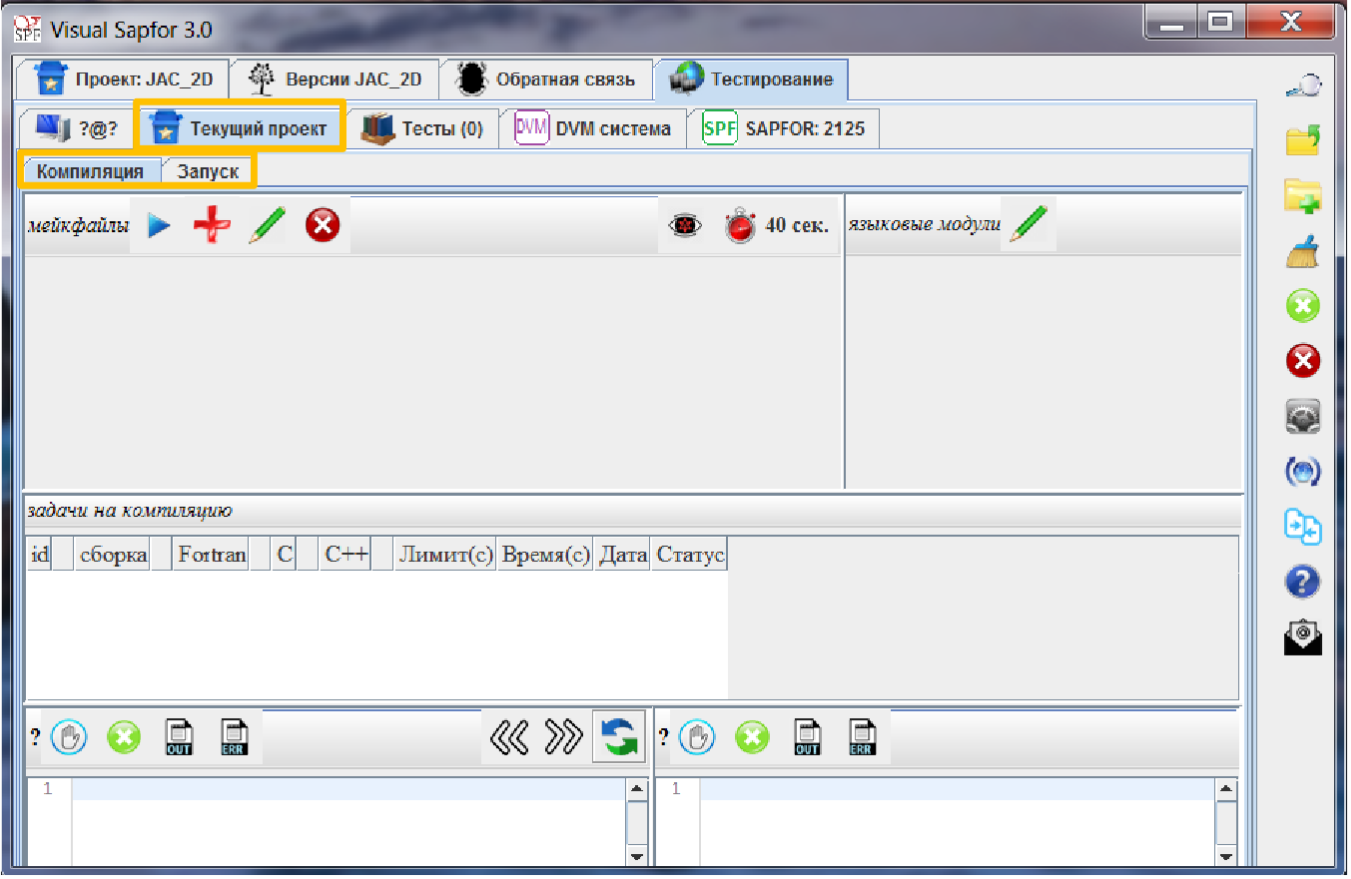 SPF Visual Sapfor 3.0
Проект: JAC_2D Версии JAC_2D Обратная связь Тестирование
?@? Текущий проект Тесты (0) DVM DVM система SPF SAPFOR: 2125
Компиляция Запуск
мейкфайлы 40 сек. языковые модули
задачи на компиляцию
id сборка Fortran C C++ Лимит(с) Время(с) Дата Статус
? OUT ERR ? OUT ERR
1 1